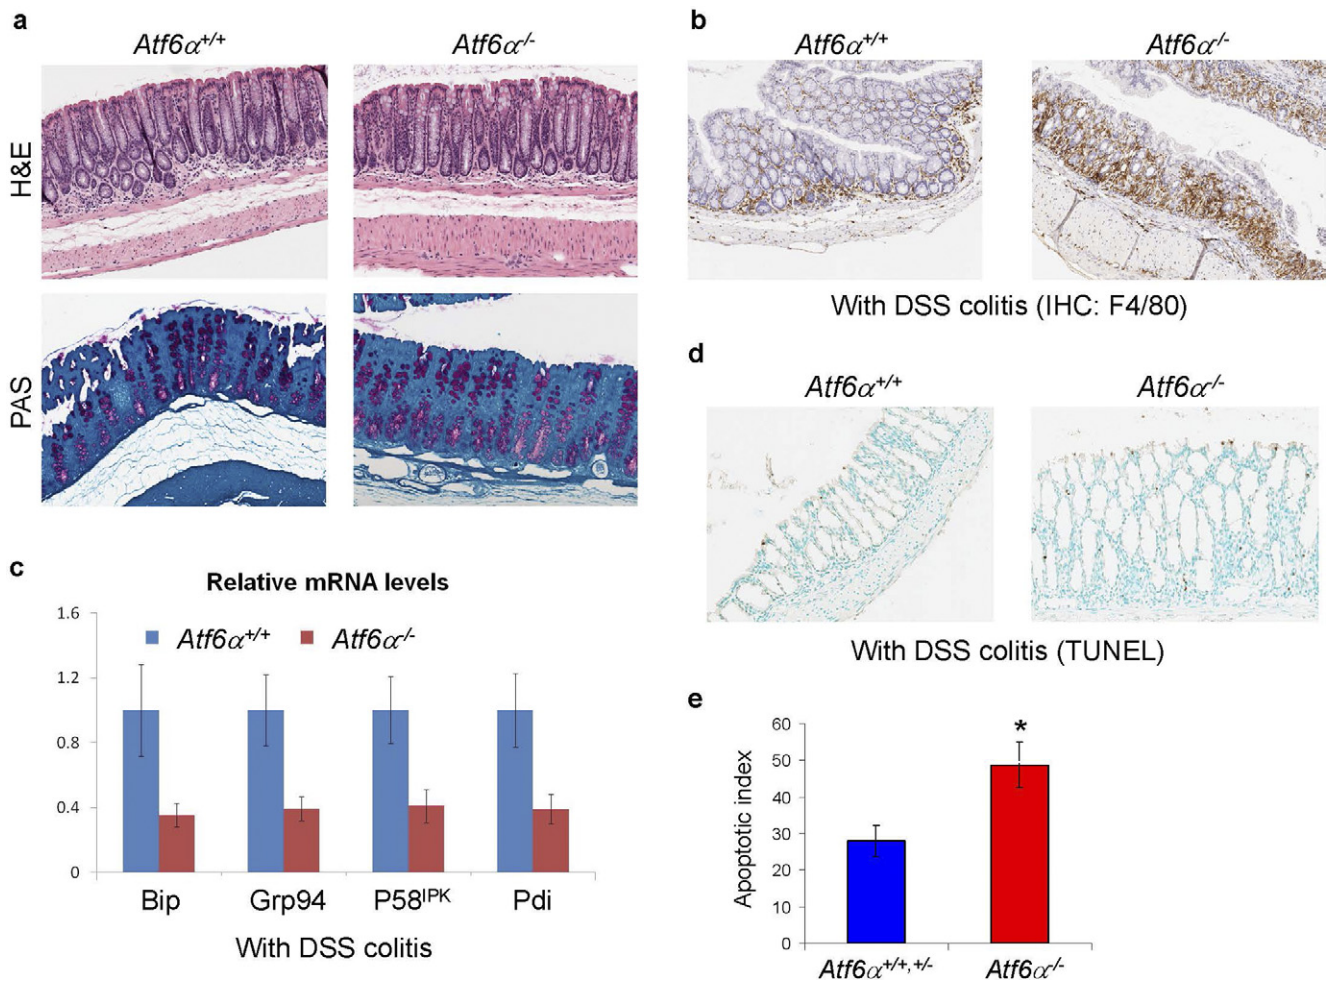 a
Atf6α+/+
Atf6α-/-
H&E
PAS
b
Atf6α+/+
Atf6α-/-
With DSS colitis (IHC: F4/80)
c
Relative mRNA levels
Atf6α+/+
Atf6α-/-
1.6
1.2
0.8
0.4
0
Bip
Grp94
P58IPK
Pdi
With DSS colitis
d
Atf6α+/+
Atf6α-/-
With DSS colitis (TUNEL)
e
Apoptotic index
60
50
40
30
20
10
0
*
Atf6α+/+,+/-
Atf6α-/-